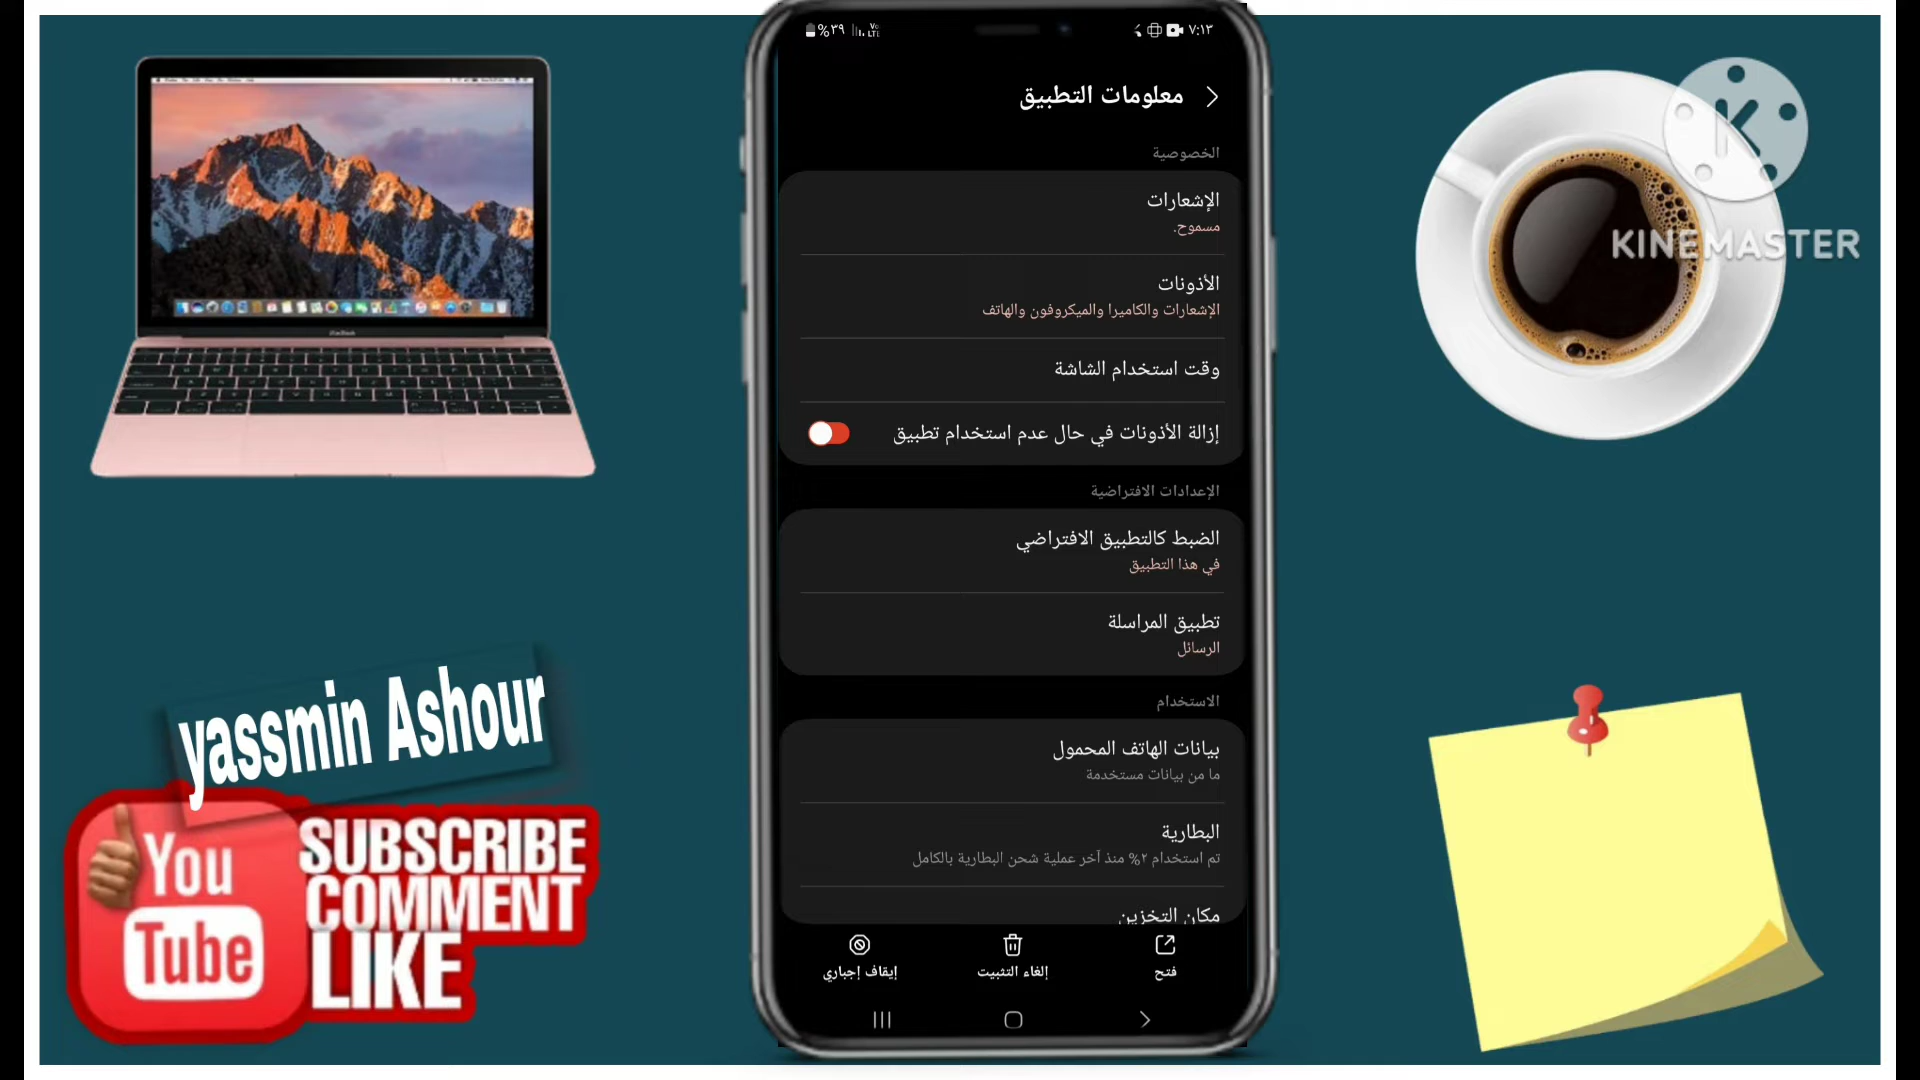 ٧:١٣
%٣٩
معلومات التطبيق
الخصوصية
الإشعارات
مسموح.
الأذونات
الإشعارات والكاميرا والميكروفون والهاتف
وقت استخدام الشاشة
إزالة الأذونات في حال عدم استخدام تطبيق
الإعدادات الافتراضية
الضبط كالتطبيق الافتراضي
في هذا التطبيق
تطبيق المراسلة
الرسائل
الاستخدام
بيانات الهاتف المحمول
ما من بيانات مستخدمة
البطارية
تم استخدام ٢% منذ آخر عملية شحن البطارية بالكامل
مكان التخزين
فتح
إلغاء التثبيت
إيقاف إجباري
K
KINEMASTER
yassmin Ashour
You
Tube
SUBSCRIBE
COMMENT
LIKE